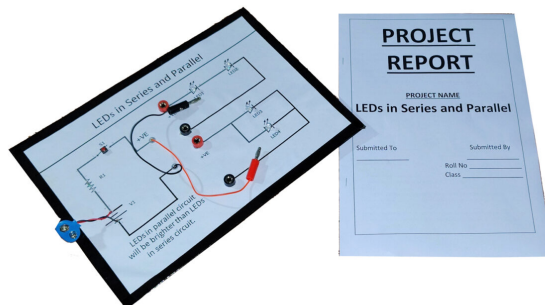 LEDs in Series and Parallel
+VE
+VE
R1
V1
LEDs in parallel circuit
will be brighter than LEDs
in series circuit.
PROJECT
REPORT
PROJECT NAME
LEDs in Series and Parallel
Submitted To
Submitted By
Roll No
Class